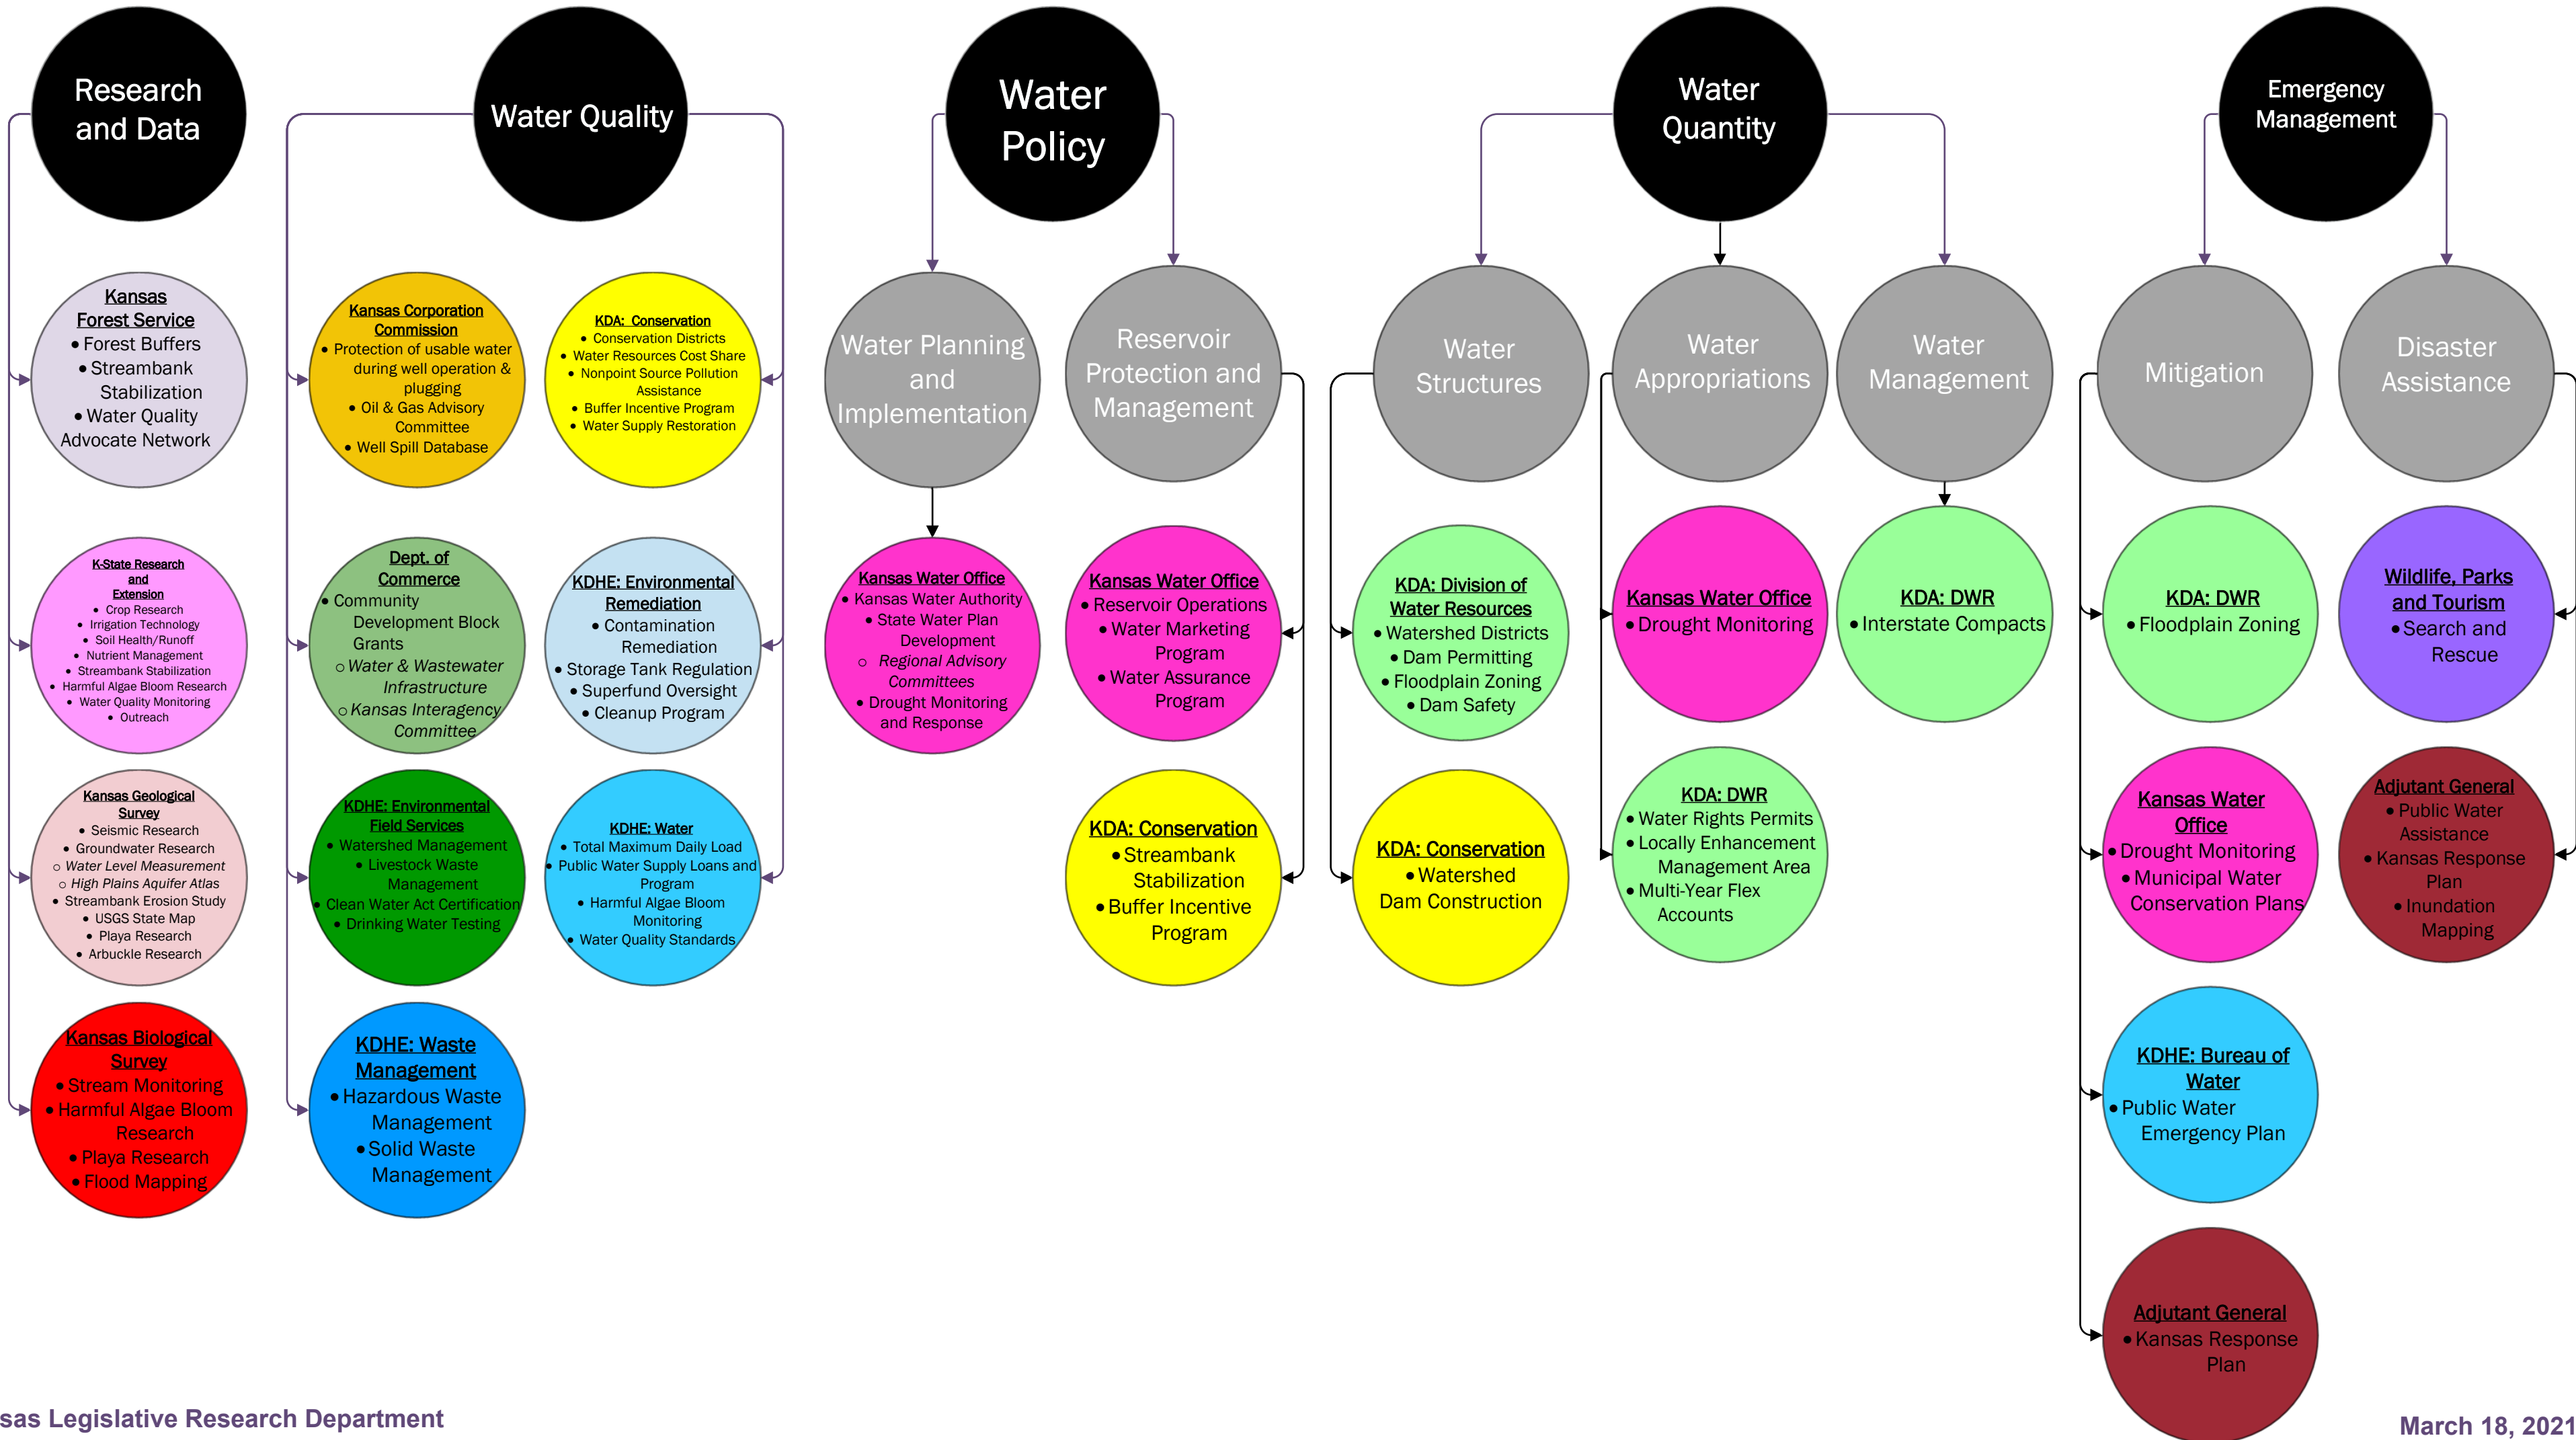 Research
and Data
Kansas
Forest Service
• Forest Buffers
• Streambank
Stabilization
• Water Quality
Advocate Network
K-State Research
and
Extension
• Crop Research
• Irrigation Technology
• Soil Health/Runoff
• Nutrient Management
• Streambank Stabilization
• Harmful Algae Bloom Research
• Water Quality Monitoring
• Outreach
Kansas Geological
Survey
• Seismic Research
• Groundwater Research
○ Water Level Measurement
○ High Plains Aquifer Atlas
• Streambank Erosion Study
• USGS State Map
• Playa Research
• Arbuckle Research
Kansas Biological
Survey
• Stream Monitoring
• Harmful Algae Bloom
Research
• Playa Research
• Flood Mapping
Water Quality
Kansas Corporation
Commission
• Protection of usable water
during well operation &
plugging
• Oil & Gas Advisory
Committee
• Well Spill Database
KDA: Conservation
• Conservation Districts
• Water Resources Cost Share
• Nonpoint Source Pollution
Assistance
• Buffer Incentive Program
• Water Supply Restoration
Dept. of
Commerce
• Community
Development Block
Grants
○ Water & Wastewater
Infrastructure
○ Kansas Interagency
Committee
KDHE: Environmental
Remediation
• Contamination
Remediation
• Storage Tank Regulation
• Superfund Oversight
• Cleanup Program
KDHE: Environmental
Field Services
• Watershed Management
• Livestock Waste
Management
• Clean Water Act Certification
• Drinking Water Testing
KDHE: Water
• Total Maximum Daily Load
• Public Water Supply Loans and
Program
• Harmful Algae Bloom
Monitoring
• Water Quality Standards
KDHE: Waste
Management
• Hazardous Waste
Management
• Solid Waste
Management
Water
Policy
Water Planning
and
Implementation
Kansas Water Office
• Kansas Water Authority
• State Water Plan
Development
○ Regional Advisory
Committees
• Drought Monitoring
and Response
Reservoir
Protection and
Management
Kansas Water Office
• Reservoir Operations
• Water Marketing
Program
• Water Assurance
Program
KDA: Conservation
• Streambank
Stabilization
• Buffer Incentive
Program
Water
Quantity
Water
Structures
KDA: Division of
Water Resources
• Watershed Districts
• Dam Permitting
• Floodplain Zoning
• Dam Safety
KDA: Conservation
• Watershed
Dam Construction
Water
Appropriations
Kansas Water Office
• Drought Monitoring
KDA: DWR
• Water Rights Permits
• Locally Enhancement
Management Area
• Multi-Year Flex
Accounts
Water
Management
KDA: DWR
• Interstate Compacts
Emergency
Management
Mitigation
KDA: DWR
• Floodplain Zoning
Kansas Water
Office
• Drought Monitoring
• Municipal Water
Conservation Plans
KDHE: Bureau of
Water
• Public Water
Emergency Plan
Adjutant General
• Kansas Response
Plan
Disaster
Assistance
Wildlife, Parks
and Tourism
• Search and
Rescue
Adjutant General
• Public Water
Assistance
• Kansas Response
Plan
• Inundation
Mapping
sas Legislative Research Department
March 18, 2021